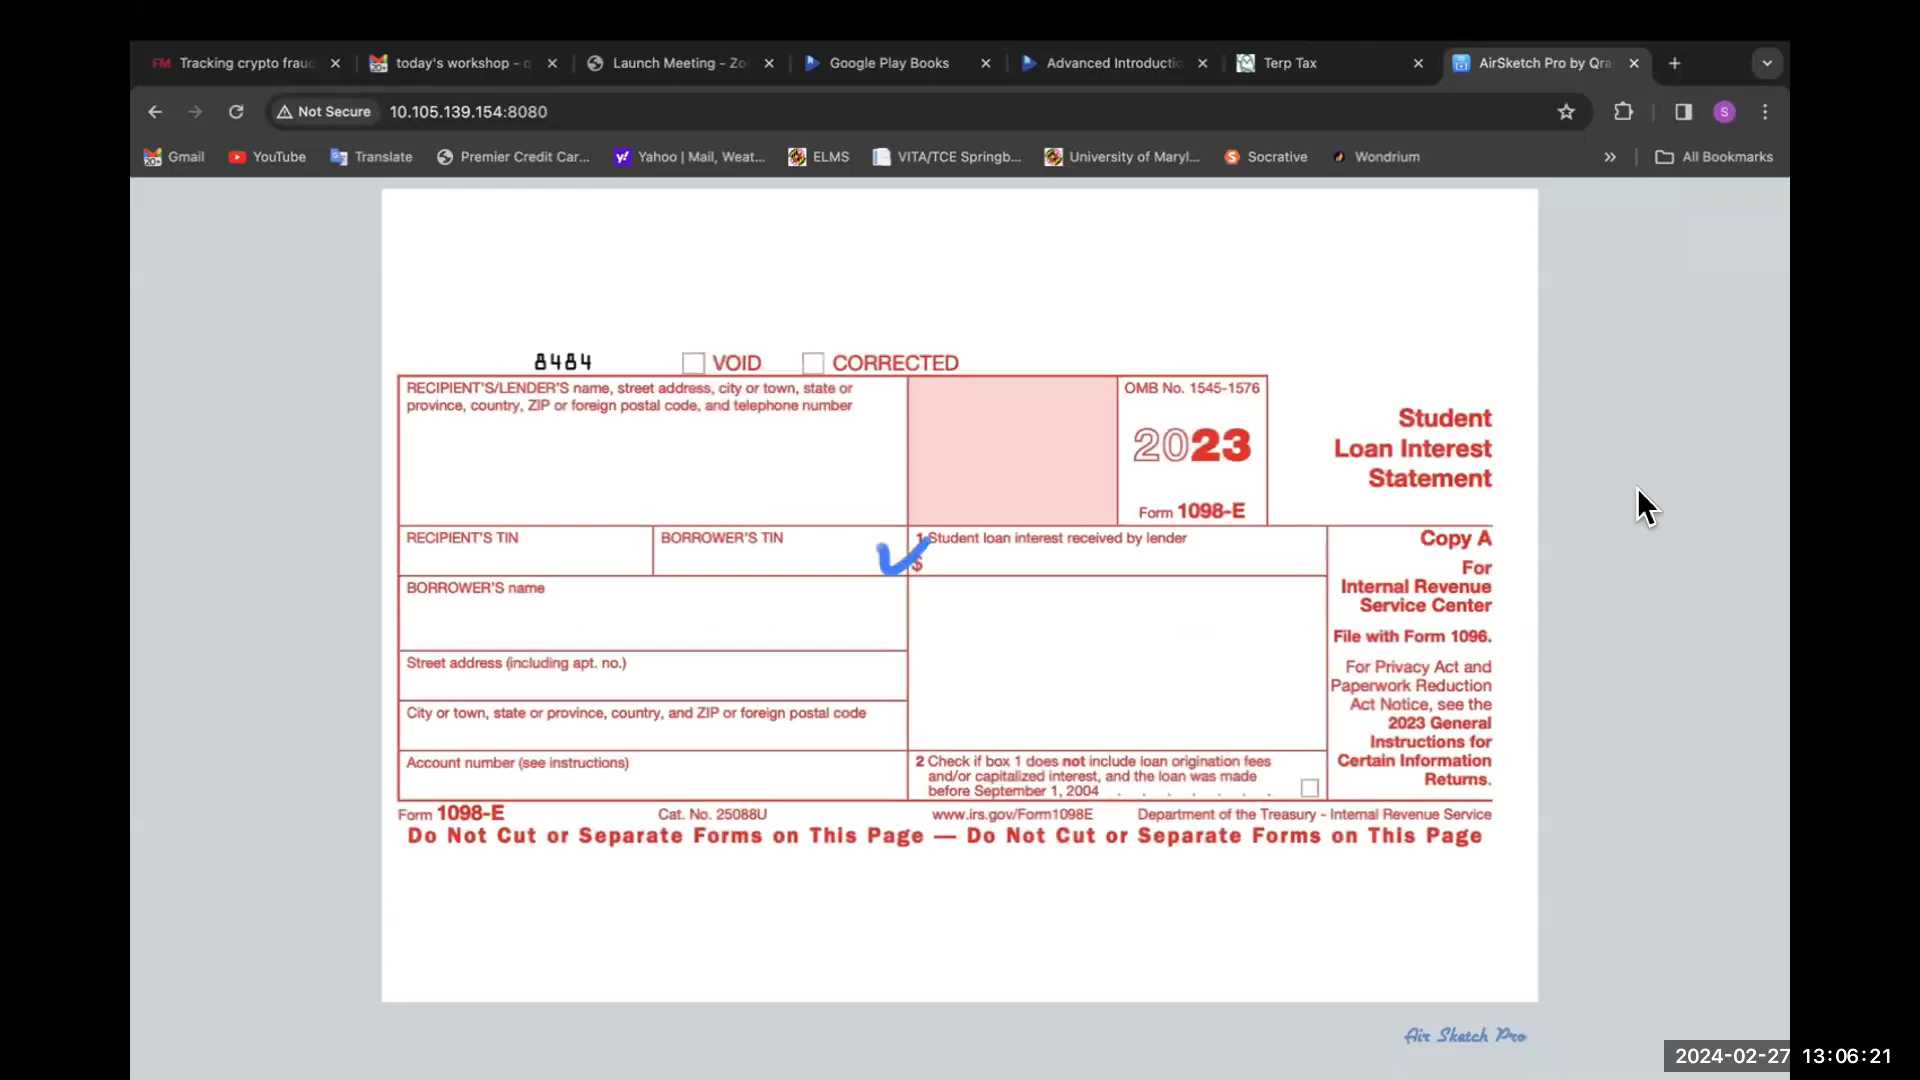 FM Tracking crypto frau
today's workshop - q
Launch Meeting - Zo
Google Play Books
Advanced Introducti
Terp Tax
AirSketch Pro by Qra
Not Secure 10.105.139.154:8080
S
Gmail
YouTube
Translate
Premier Credit Car...
Yahoo | Mail, Weat...
ELMS
VITA/TCE Springb...
University of Maryl...
Socrative
Wondrium
All Bookmarks
8484 VOID CORRECTED
RECIPIENT'S/LENDER'S name, street address, city or town, state or
province, country, ZIP or foreign postal code, and telephone number
OMB No. 1545-1576
2023
Form 1098-E
Student
Loan Interest
Statement
RECIPIENT'S TIN
BORROWER'S TIN
1 Student loan interest received by lender
$
Copy A
For
Internal Revenue
Service Center
File with Form 1096.
For Privacy Act and
Paperwork Reduction
Act Notice, see the
2023 General
Instructions for
Certain Information
Returns.
BORROWER'S name
Street address (including apt. no.)
City or town, state or province, country, and ZIP or foreign postal code
Account number (see instructions)
2 Check if box 1 does not include loan origination fees
and/or capitalized interest, and the loan was made
before September 1, 2004 . . . . . .
Form 1098-E Cat. No. 25088U www.irs.gov/Form1098E Department of the Treasury - Internal Revenue Service
Do Not Cut or Separate Forms on This Page — Do Not Cut or Separate Forms on This Page
Air Sketch Pro
2024-02-27 13:06:21